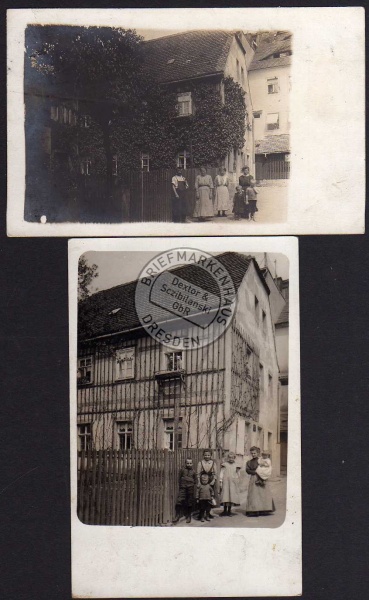 BRIEFMARKENHAUS
Dextor &
Sczibilanski
GbR
DRESDEN